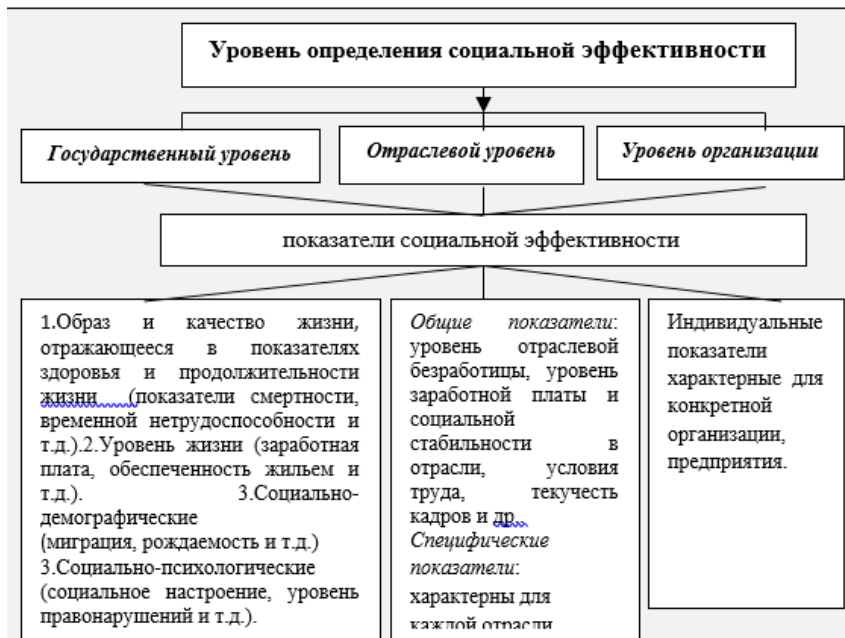 Уровень определения социальной эффективности
Государственный уровень
Отраслевой уровень
Уровень организации
показатели социальной эффективности
1.Образ и качество жизни,
отражающееся в показателях
здоровья и продолжительности
жизни (показатели смертности,
временной нетрудоспособности и
т.д.).2.Уровень жизни (заработная
плата, обеспеченность жильем и
т.д.). 3.Социально-
демографические
(миграция, рождаемость и т.д.)
3.Социально-психологические
(социальное настроение, уровень
правонарушений и т.д.).
Общие показатели:
уровень отраслевой
безработицы, уровень
заработной платы и
социальной
стабильности в
отрасли, условия
труда, текучесть
кадров и др..
Специфические
показатели:
характерны для
каждой отрасли
Индивидуальные
показатели
характерные для
конкретной
организации,
предприятия.